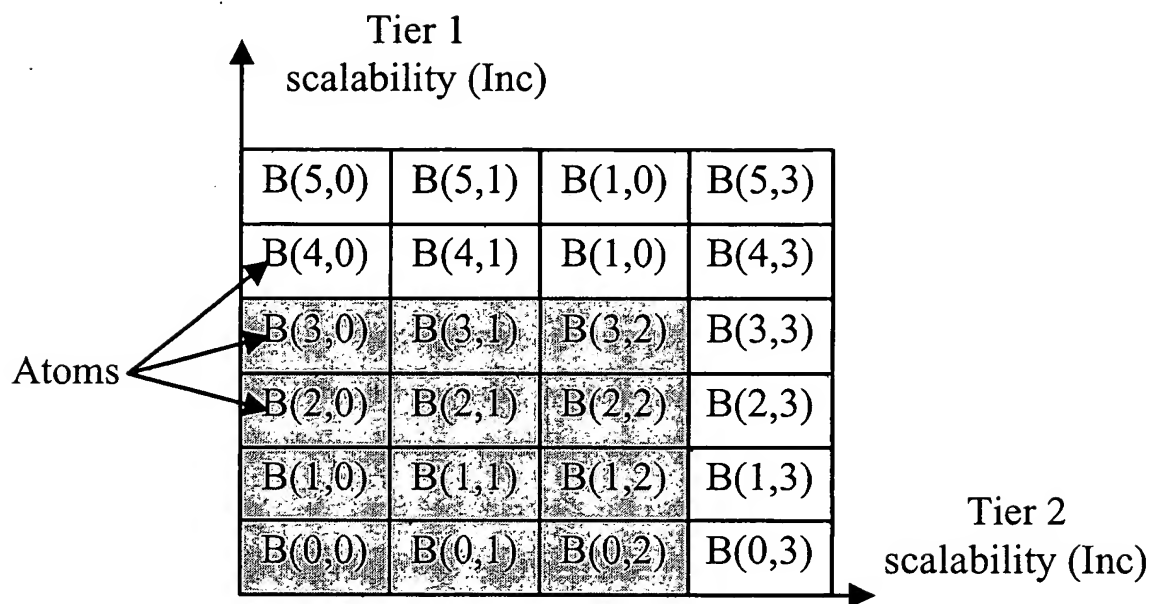 Tier 1
scalability (Inc)
B(5,0) B(5,1) B(1,0) B(5,3)
B(4,0) B(4,1) B(1,0) B(4,3)
B(3,0) B(3,1) B(3,2) B(3,3)
Atoms
B(2,0) B(2,1) B(2,2) B(2,3)
B(1,0) B(1,1) B(1,2) B(1,3)
B(0,0) B(0,1) B(0,2) B(0,3)
Tier 2
scalability (Inc)